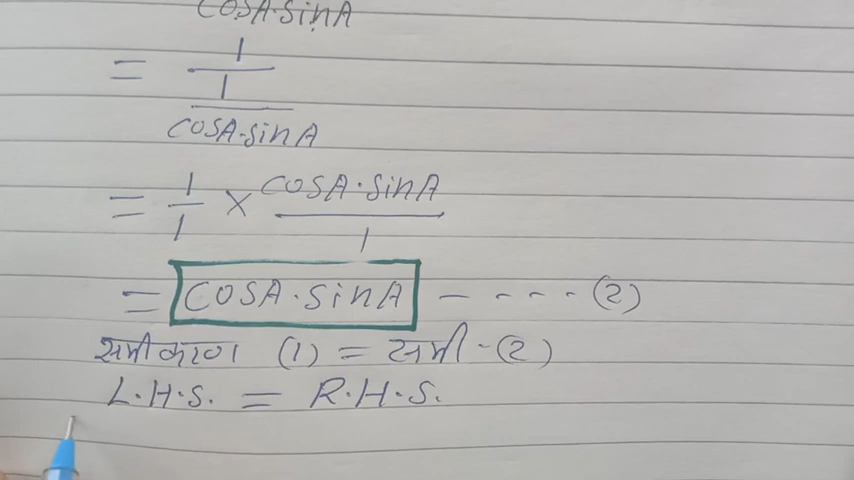 COSA·SinA
= 1
1
COSA·SinA
= 1/1 × COSA·SinA/1
= COSA·SinA - - - - - (2)
समीकरण (1) = समी-(2)
L.H.S. = R.H.S.